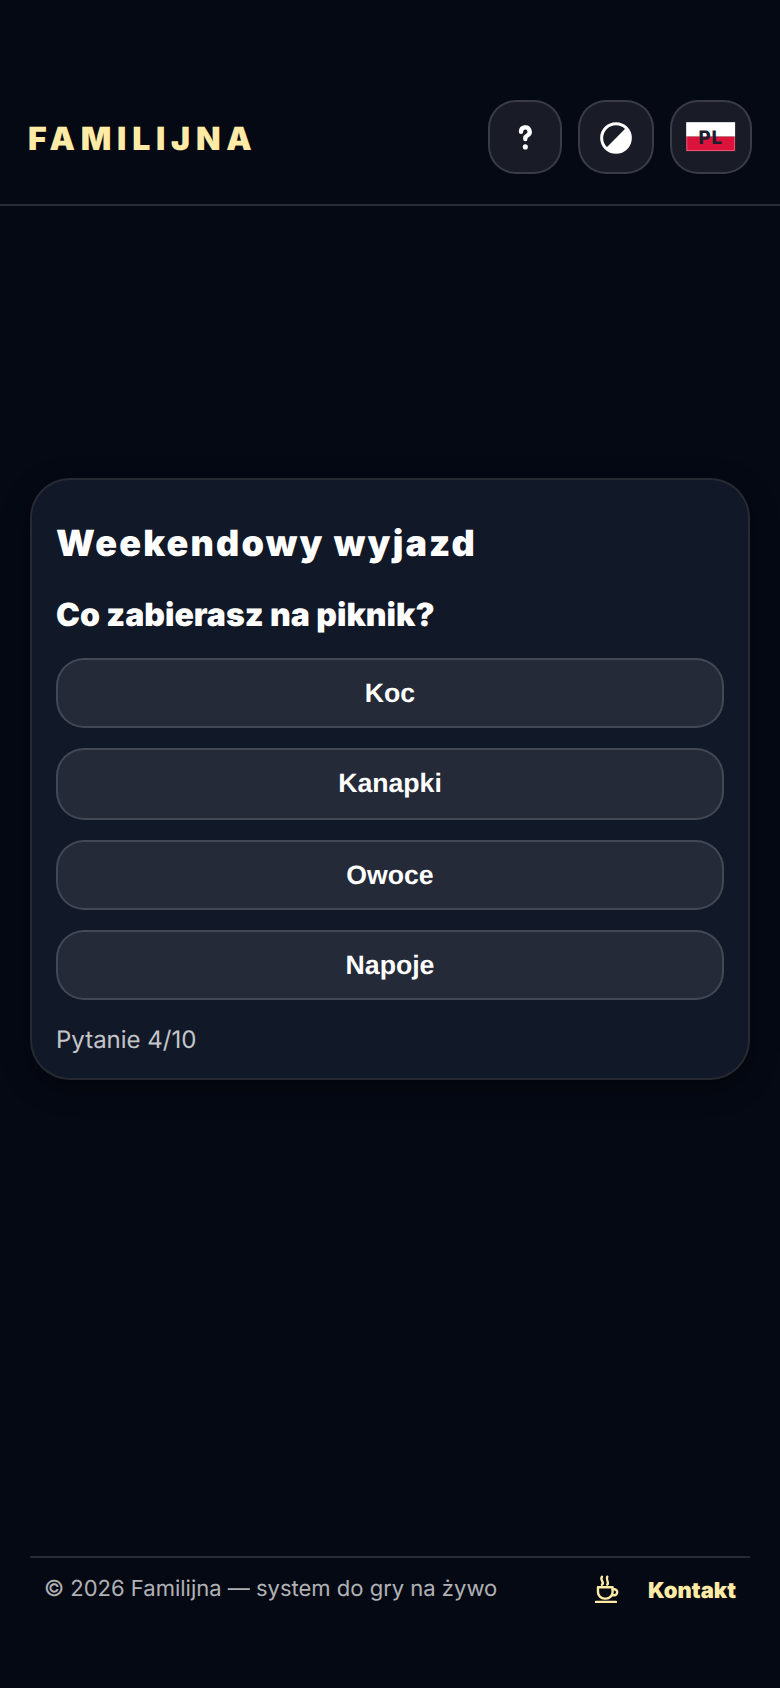 FAMILIJNA
?
PL
Weekendowy wyjazd
Co zabierasz na piknik?
Koc
Kanapki
Owoce
Napoje
Pytanie 4/10
© 2026 Familijna — system do gry na żywo
Kontakt